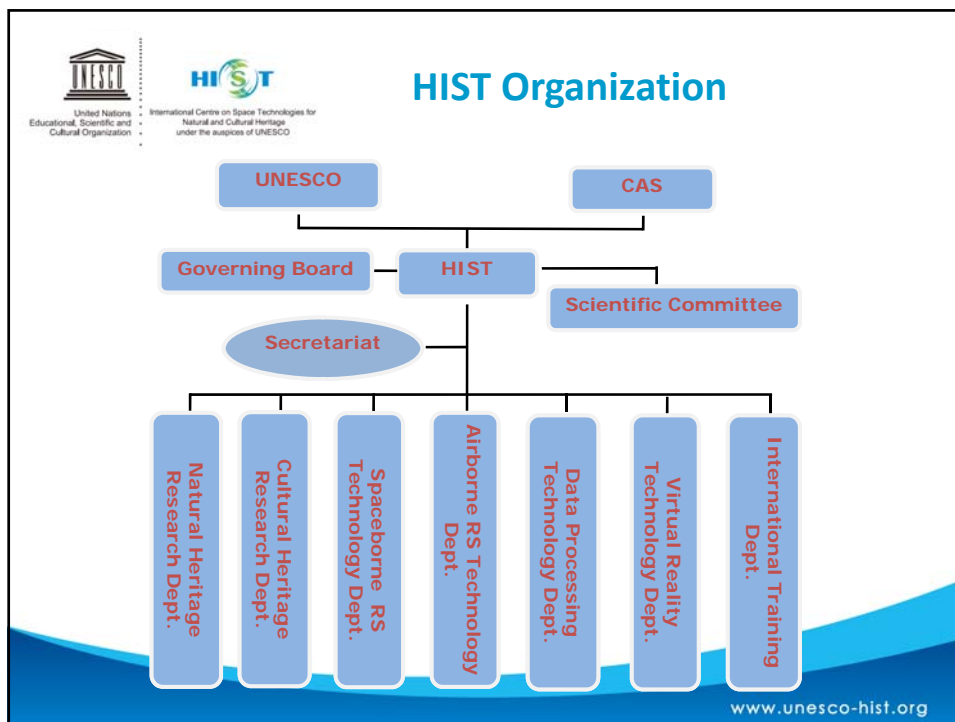 UNESCO
United Nations
Educational, Scientific and
Cultural Organization
HIST
International Centre on Space Technologies for
Natural and Cultural Heritage
under the auspices of UNESCO
HIST Organization
UNESCO
CAS
Governing Board
HIST
Scientific Committee
Secretariat
Natural Heritage
Research Dept.
Cultural Heritage
Research Dept.
Spaceborne RS
Technology Dept.
Airborne RS Technology
Dept.
Data Processing
Technology Dept.
Virtual Reality
Technology Dept.
International Training
Dept.
www.unesco-hist.org